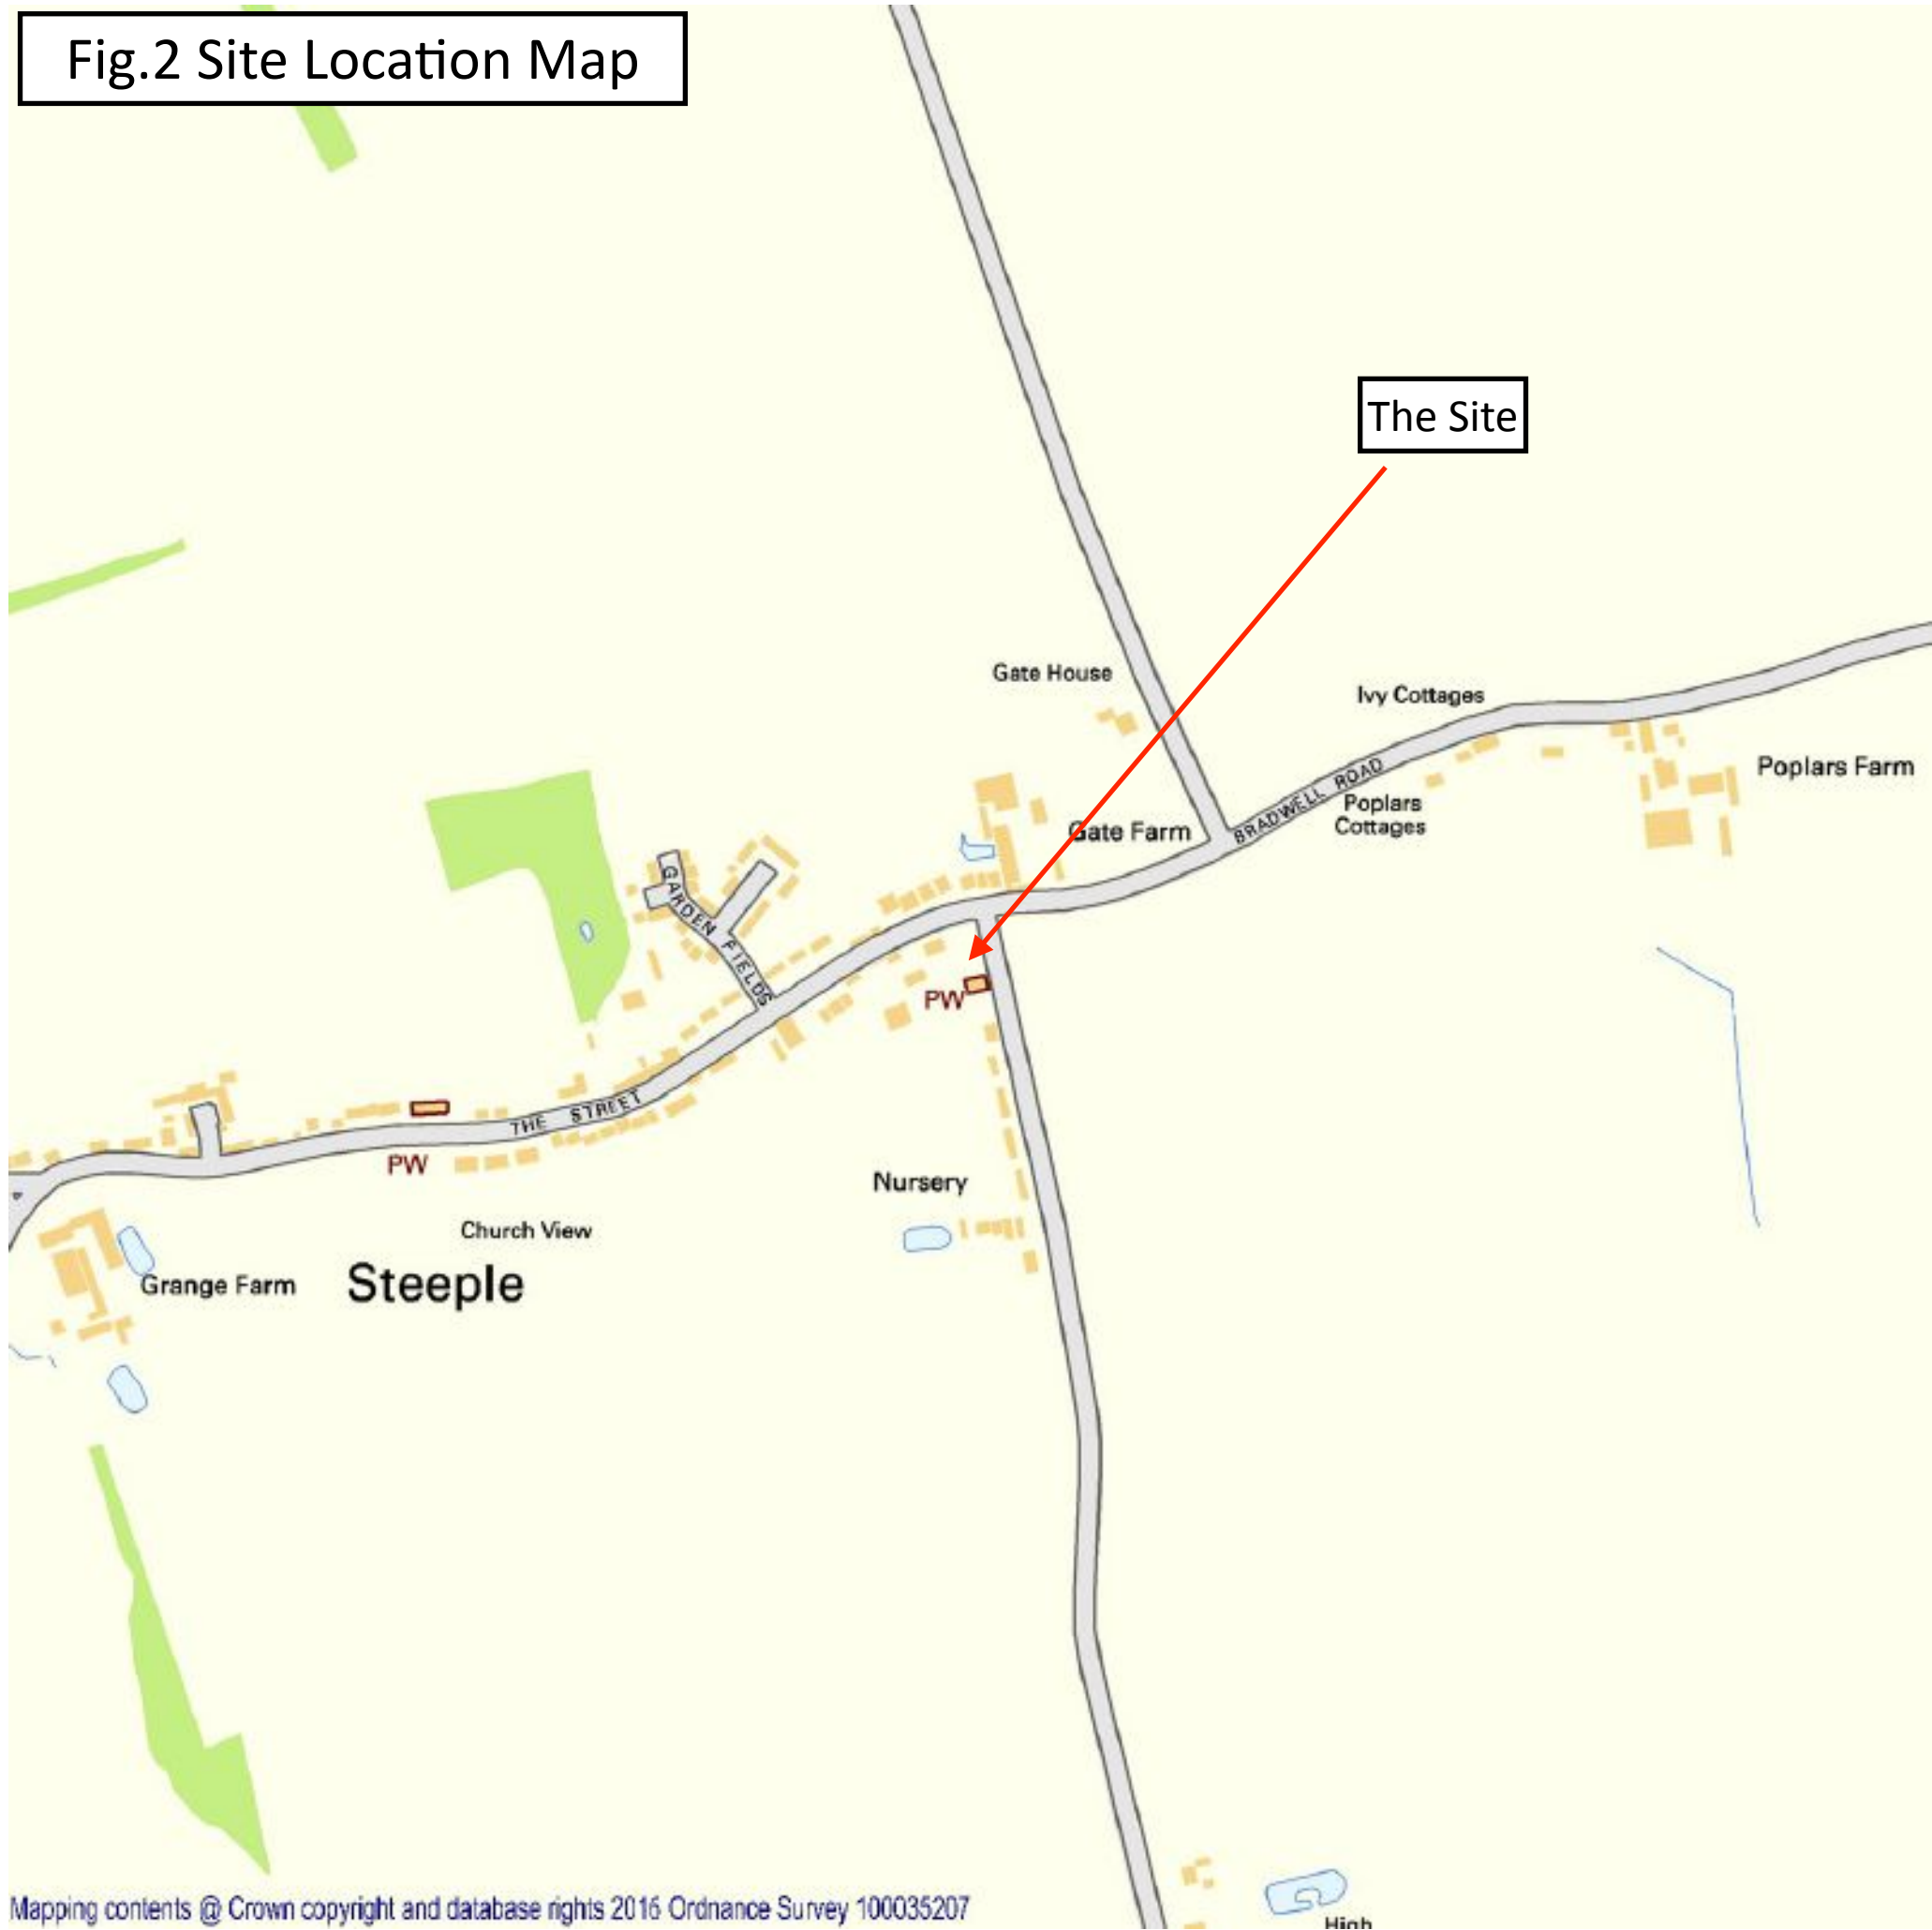 Fig.2 Site Location Map
The Site
Gate House
Ivy Cottages
Poplars Farm
BRADWELL ROAD
Poplars
Cottages
Gate Farm
GARDEN FIELDS
PW
THE STREET
PW
Nursery
Church View
Grange Farm
Steeple
Mapping contents @ Crown copyright and database rights 2016 Ordnance Survey 100035207
High